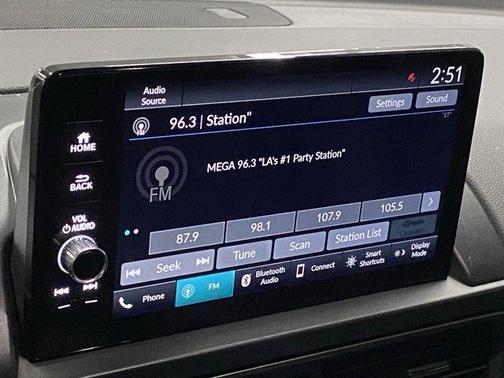 2:51
Audio Source
96.3 | Station"
Settings
Sound
HOME
BACK
VOL
AUDIO
FM
MEGA 96.3 "LA's #1 Party Station"
87.9
98.1
107.9
105.5
Seek
Tune
Scan
Station List
Phone
FM
Bluetooth Audio
Connect
Smart Shortcuts
Display Mode